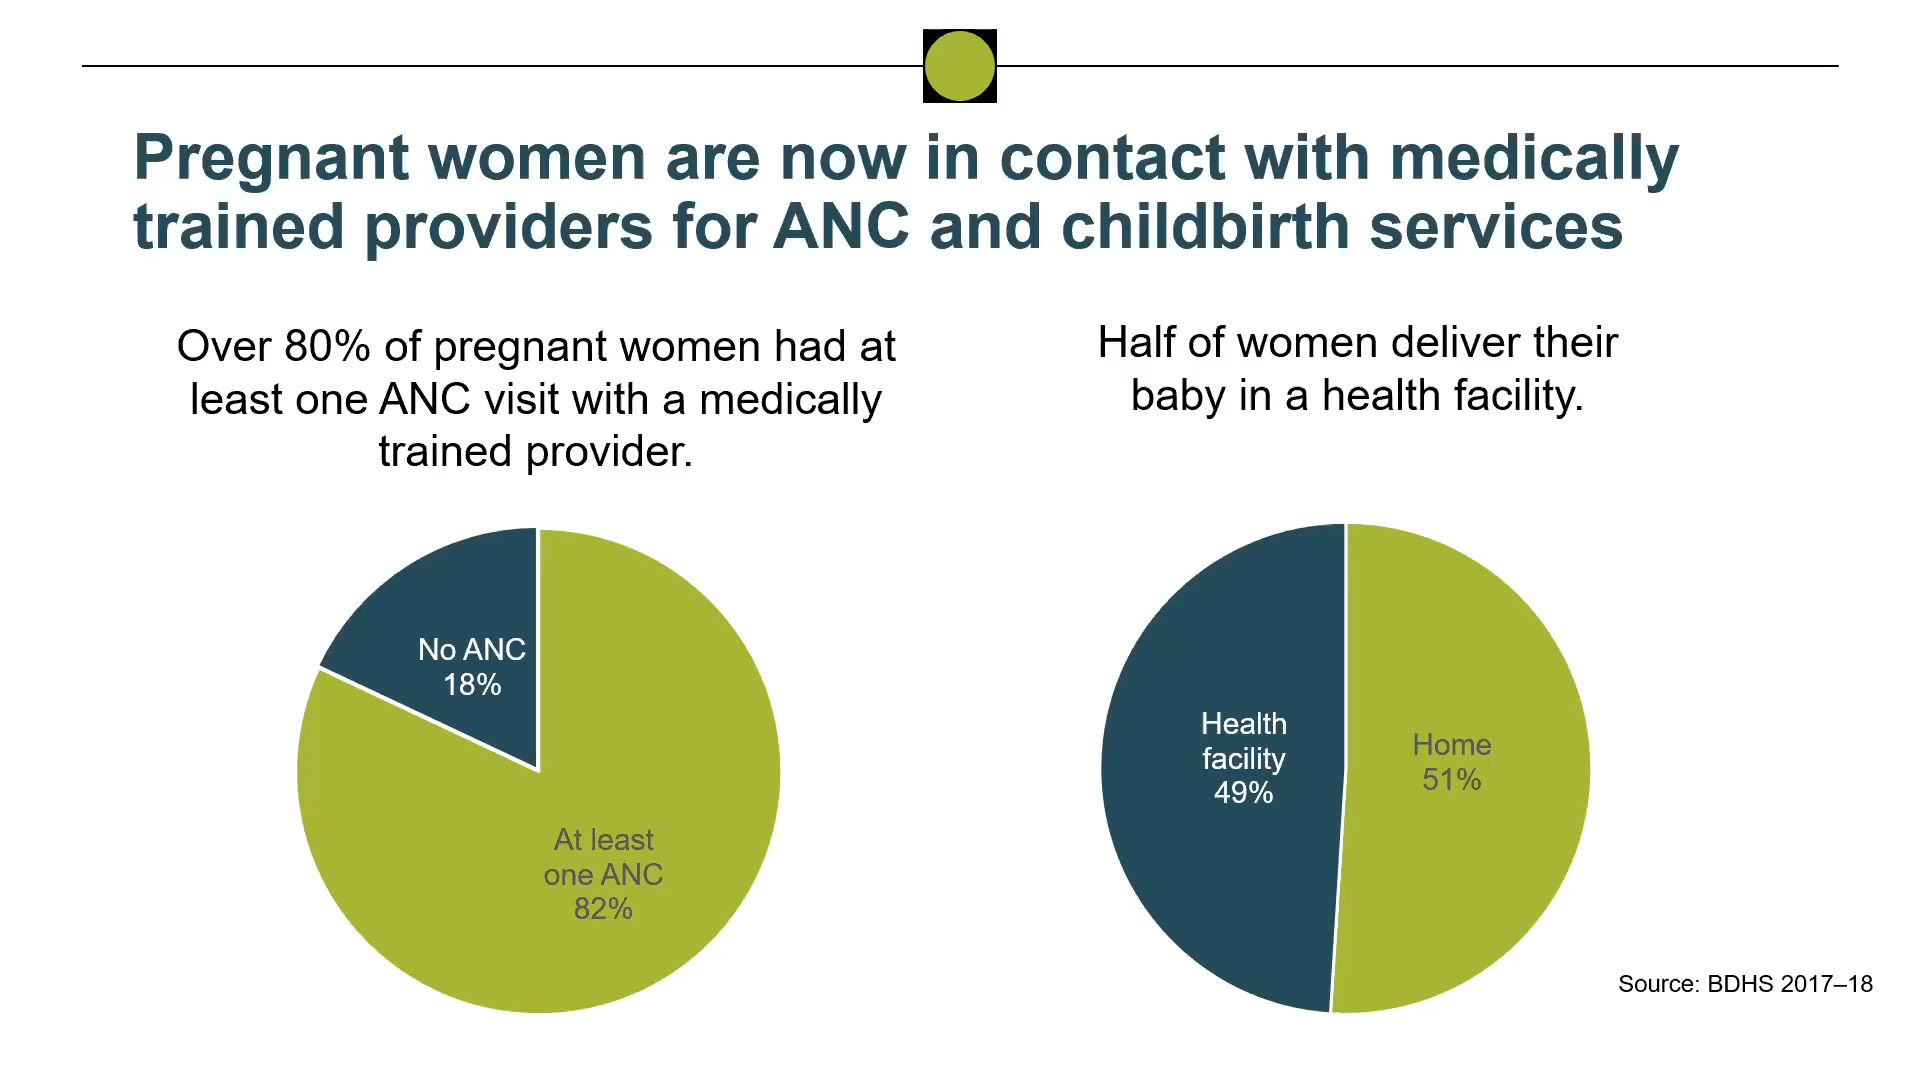 Pregnant women are now in contact with medically
trained providers for ANC and childbirth services
Over 80% of pregnant women had at
least one ANC visit with a medically
trained provider.
No ANC
18%
At least
one ANC
82%
Half of women deliver their
baby in a health facility.
Health
facility
49%
Home
51%
Source: BDHS 2017–18